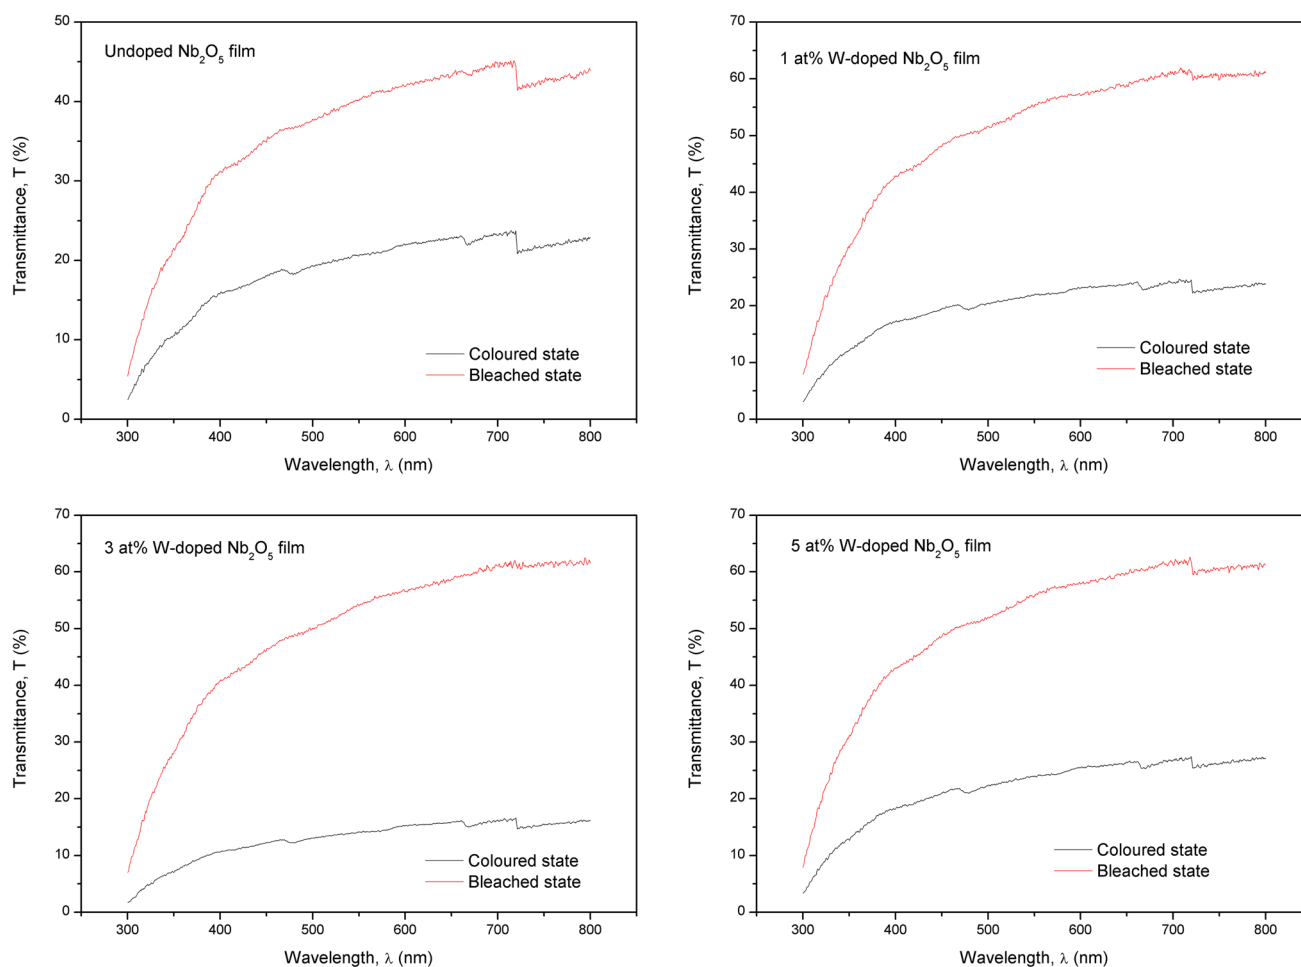 Undoped Nb₂O₅ film
50
40
30
20
10
0
Transmittance, T (%)
Coloured state
Bleached state
300 400 500 600 700 800
Wavelength, λ (nm)
1 at% W-doped Nb₂O₅ film
70
60
50
40
30
20
10
0
Transmittance, T (%)
Coloured state
Bleached state
300 400 500 600 700 800
Wavelength, λ (nm)
3 at% W-doped Nb₂O₅ film
70
60
50
40
30
20
10
0
Transmittance, T (%)
Coloured state
Bleached state
300 400 500 600 700 800
Wavelength, λ (nm)
5 at% W-doped Nb₂O₅ film
70
60
50
40
30
20
10
0
Transmittance, T (%)
Coloured state
Bleached state
300 400 500 600 700 800
Wavelength, λ (nm)